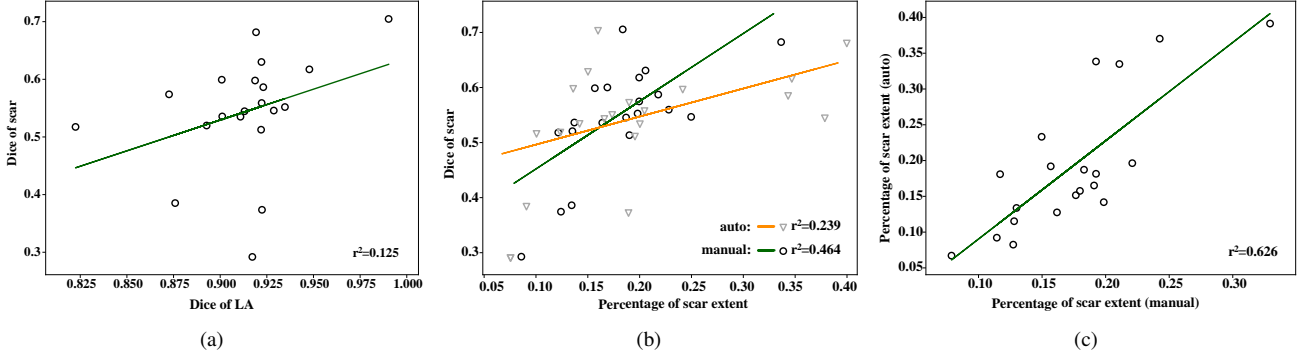 0.7
0.6
0.5
0.4
0.3
Dice of scar
r²=0.125
0.825 0.850 0.875 0.900 0.925 0.950 0.975 1.000
Dice of LA
(a)
0.7
0.6
0.5
0.4
0.3
Dice of scar
auto: r²=0.239
manual: r²=0.464
0.05 0.10 0.15 0.20 0.25 0.30 0.35 0.40
Percentage of scar extent
(b)
0.40
0.35
0.30
0.25
0.20
0.15
0.10
0.05
Percentage of scar extent (auto)
r²=0.626
0.10 0.15 0.20 0.25 0.30
Percentage of scar extent (manual)
(c)